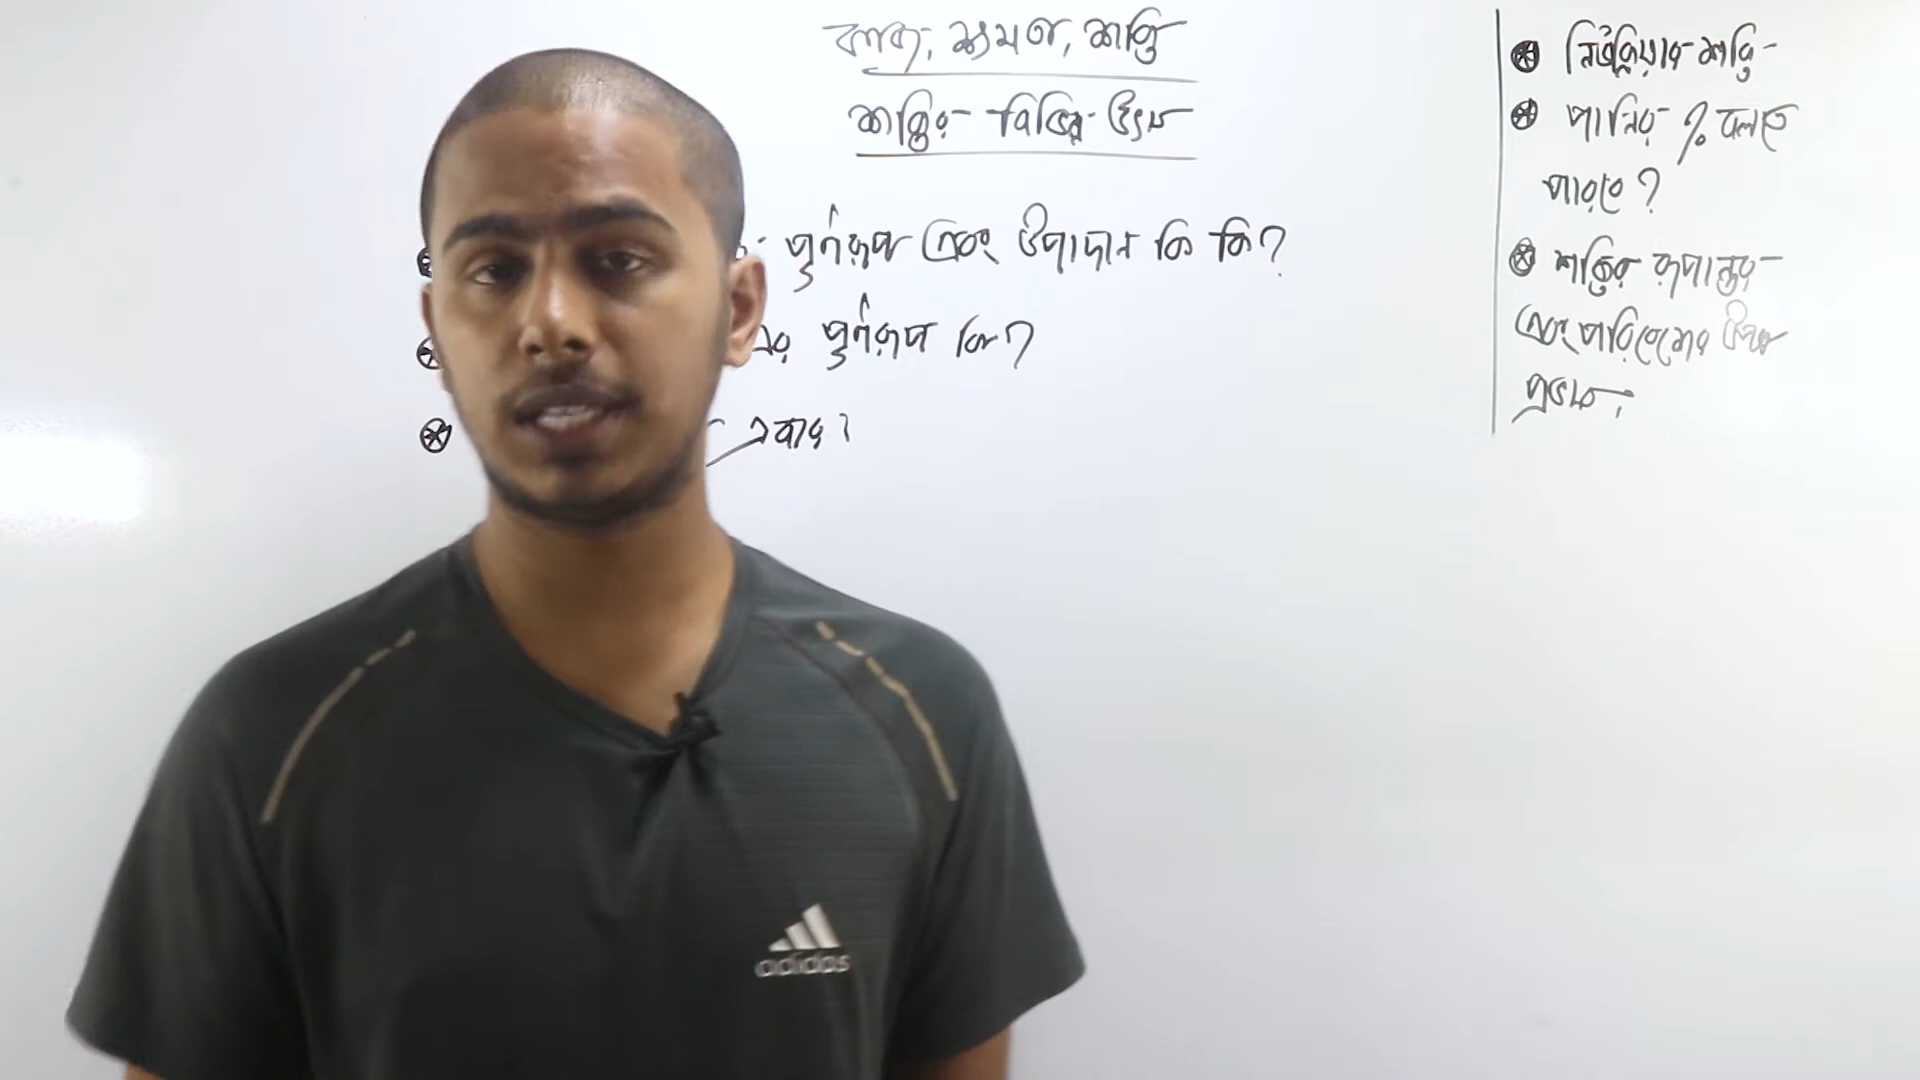 কাজ, ক্ষমতা, শক্তি
শক্তির বিভিন্ন উৎস
পূর্ণরূপ এবং উপাদান কি কি?
এর পূর্ণরূপ কি?
নিউক্লিয়ার শক্তি
পানির % বলতে
পারবে?
শক্তির রূপান্তর
এবং পরিবেশের উপর
প্রভাব।
adidas